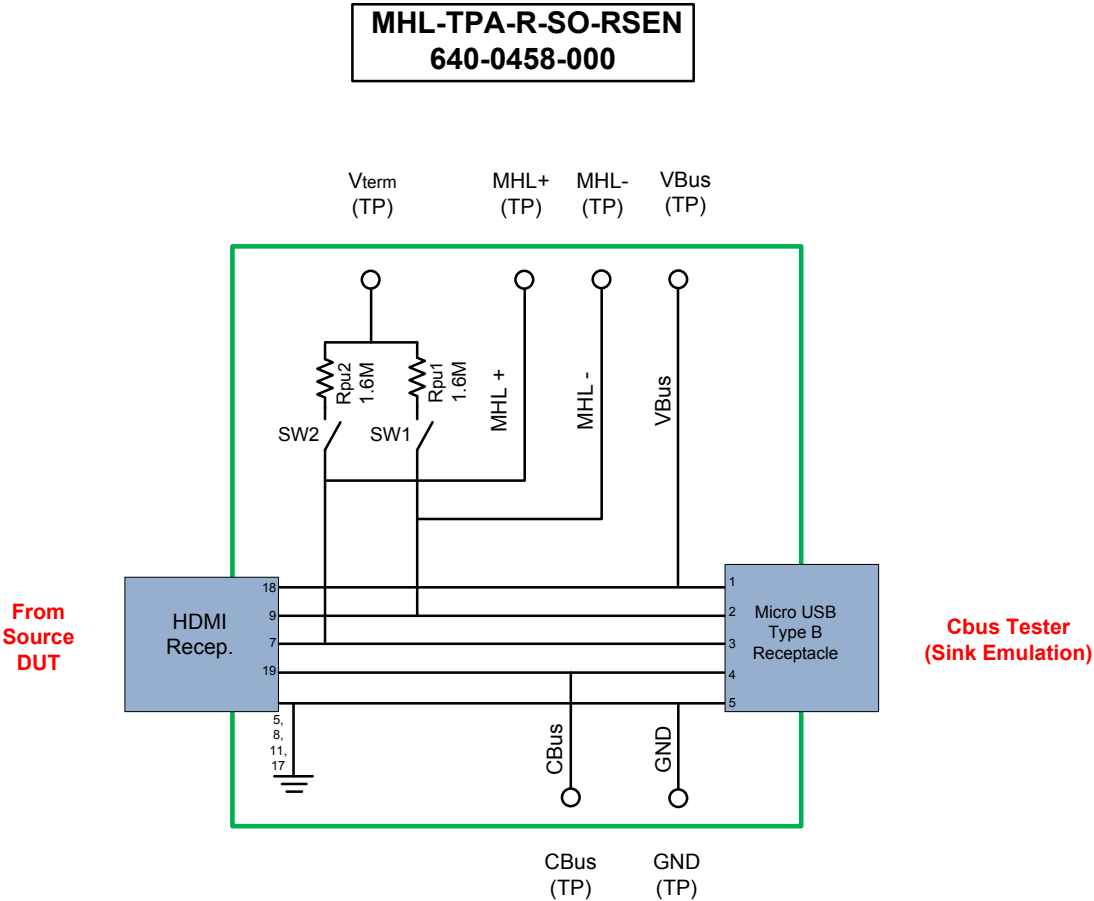 MHL-TPA-R-SO-RSEN
640-0458-000
Vterm
(TP)
MHL+
(TP)
MHL-
(TP)
VBus
(TP)
Rpu2
1.6M
Rpu1
1.6M
MHL +
MHL -
VBus
SW2
SW1
From
Source
DUT
HDMI
Recep.
18
9
7
19
5,
8,
11,
17
1
2
3
4
5
Micro USB
Type B
Receptacle
Cbus Tester
(Sink Emulation)
CBus
GND
CBus
(TP)
GND
(TP)